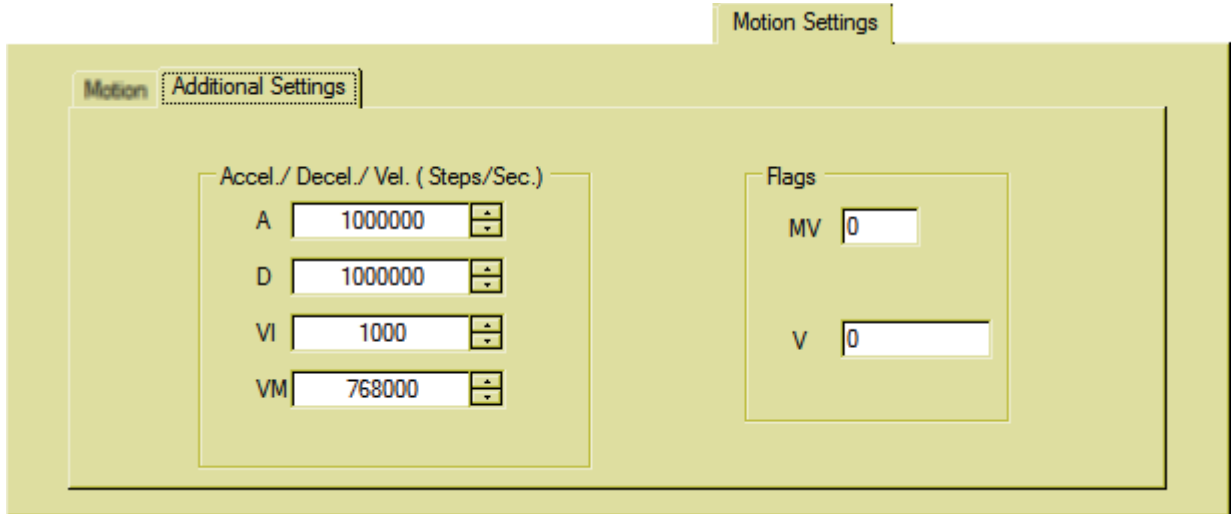 Motion Settings
Motion Additional Settings
Accel./ Decel./ Vel. ( Steps/Sec.)
A 1000000
D 1000000
VI 1000
VM 768000
Flags
MV 0
V 0